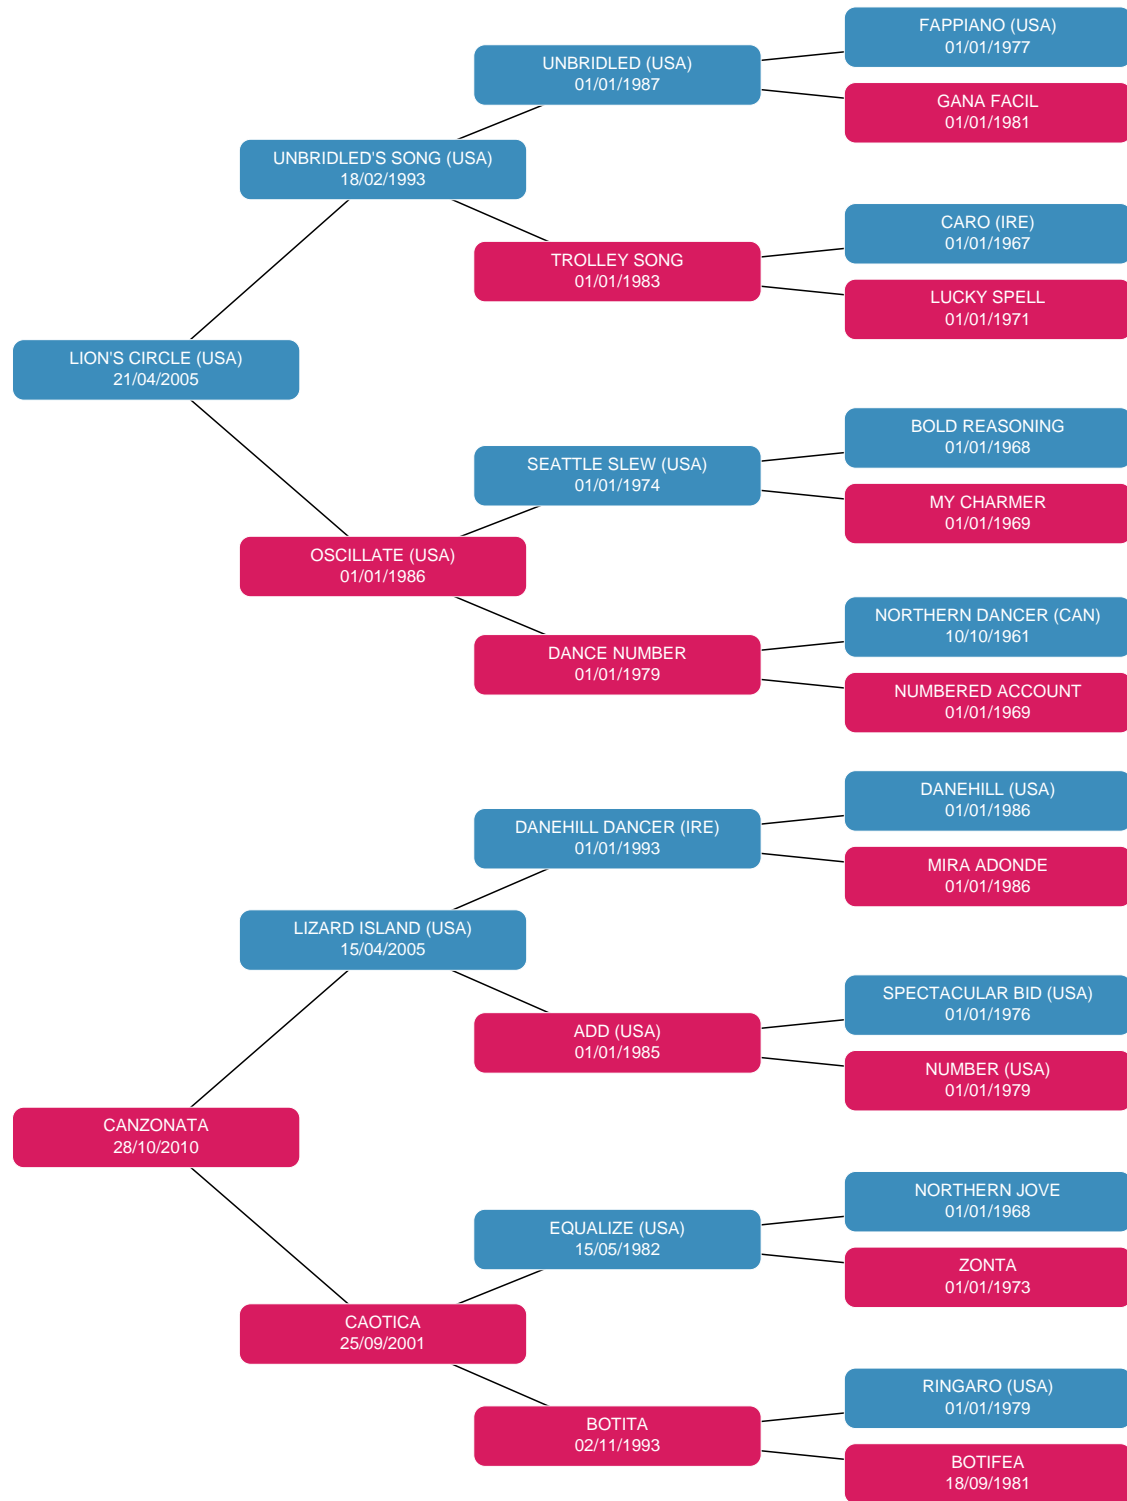 FAPPIANO (USA)
01/01/1977
UNBRIDLED (USA)
01/01/1987
GANA FACIL
01/01/1981
UNBRIDLED'S SONG (USA)
18/02/1993
CARO (IRE)
01/01/1967
TROLLEY SONG
01/01/1983
LUCKY SPELL
01/01/1971
LION'S CIRCLE (USA)
21/04/2005
BOLD REASONING
01/01/1968
SEATTLE SLEW (USA)
01/01/1974
MY CHARMER
01/01/1969
OSCILLATE (USA)
01/01/1986
NORTHERN DANCER (CAN)
10/10/1961
DANCE NUMBER
01/01/1979
NUMBERED ACCOUNT
01/01/1969
DANEHILL (USA)
01/01/1986
DANEHILL DANCER (IRE)
01/01/1993
MIRA ADONDE
01/01/1986
LIZARD ISLAND (USA)
15/04/2005
SPECTACULAR BID (USA)
01/01/1976
ADD (USA)
01/01/1985
NUMBER (USA)
01/01/1979
CANZONATA
28/10/2010
NORTHERN JOVE
01/01/1968
EQUALIZE (USA)
15/05/1982
ZONTA
01/01/1973
CAOTICA
25/09/2001
RINGARO (USA)
01/01/1979
BOTITA
02/11/1993
BOTIFEA
18/09/1981